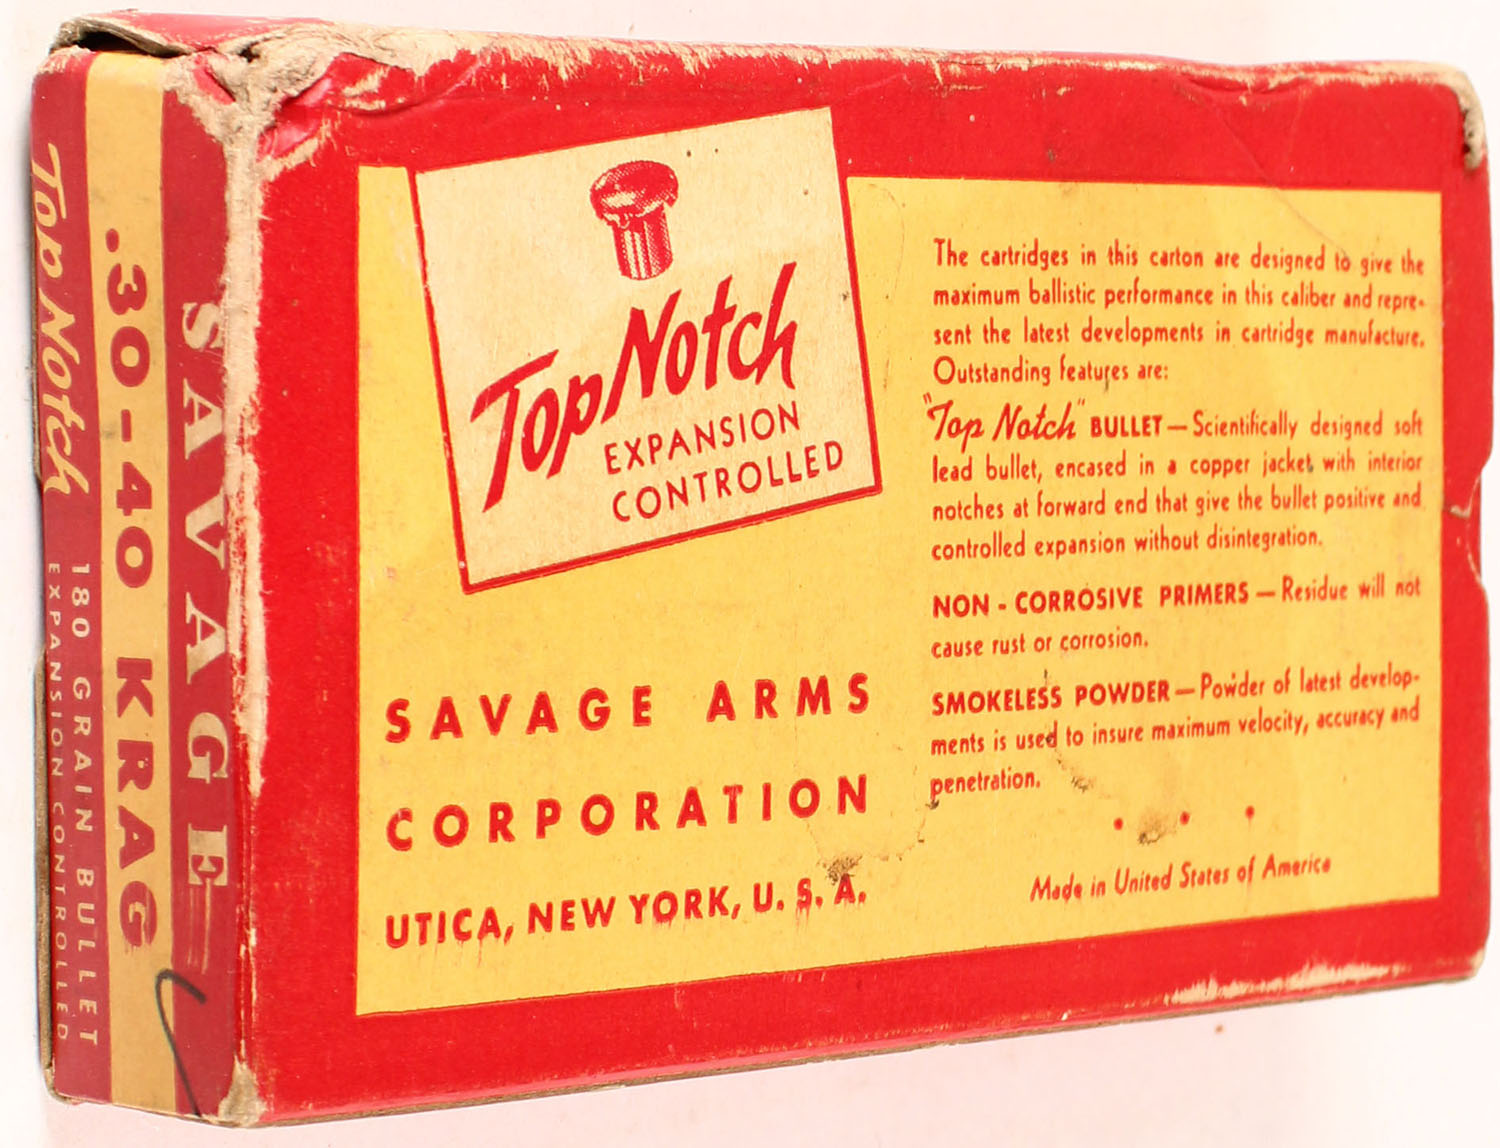 Top Notch
180 GRAIN BULLET
EXPANSION CONTROLLED
.30-40 KRAG
SAVAGE
Top Notch
EXPANSION
CONTROLLED
SAVAGE ARMS
CORPORATION
UTICA, NEW YORK, U. S. A.
The cartridges in this carton are designed to give the
maximum ballistic performance in this caliber and repre-
sent the latest developments in cartridge manufacture.
Outstanding features are:
"Top Notch" BULLET—Scientifically designed soft
lead bullet, encased in a copper jacket with interior
notches at forward end that give the bullet positive and
controlled expansion without disintegration.
NON - CORROSIVE PRIMERS — Residue will not
cause rust or corrosion.
SMOKELESS POWDER—Powder of latest develop-
ments is used to insure maximum velocity, accuracy and
penetration.
Made in United States of America